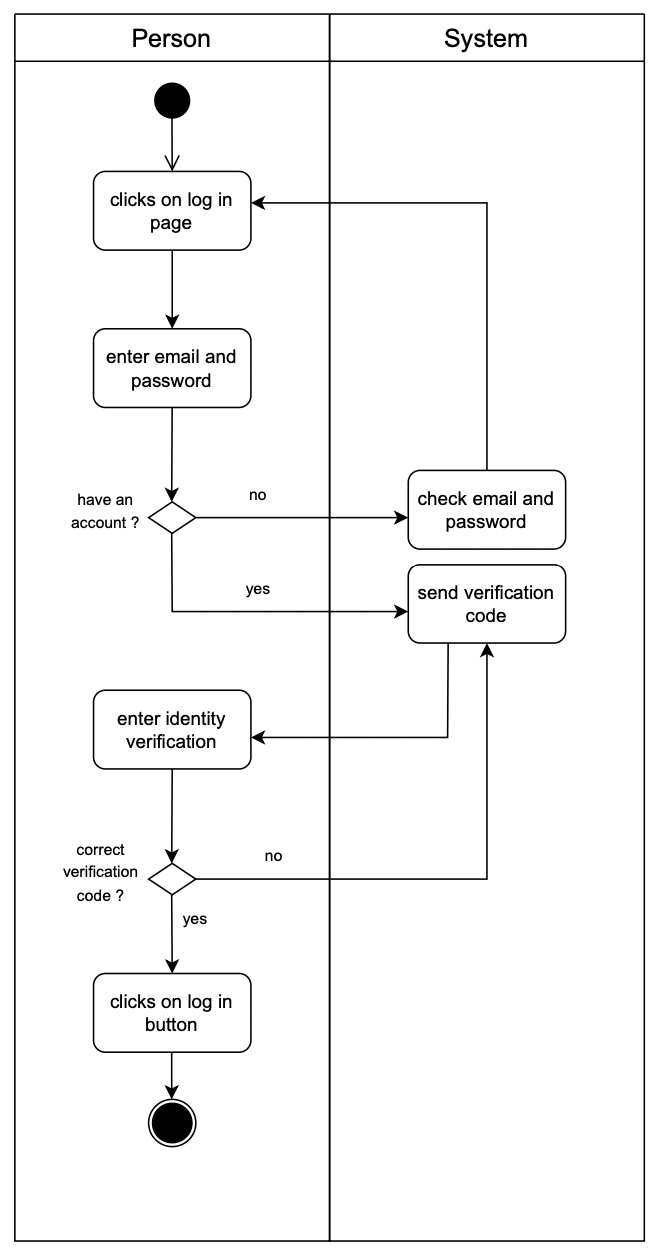 Person
System
clicks on log in
page
enter email and
password
have an
account ?
no
check email and
password
yes
send verification
code
enter identity
verification
correct
verification
code ?
no
yes
clicks on log in
button